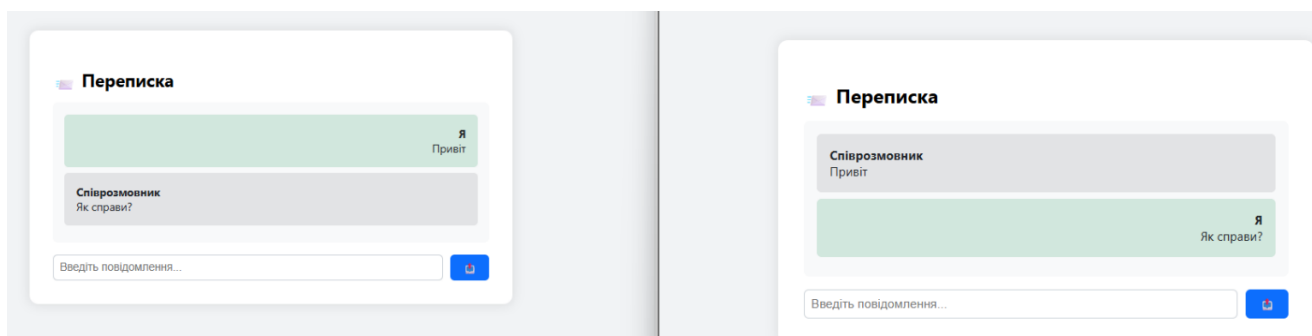 Переписка
Я
Привіт
Співрозмовник
Як справи?
Введіть повідомлення...
Переписка
Співрозмовник
Привіт
Я
Як справи?
Введіть повідомлення...